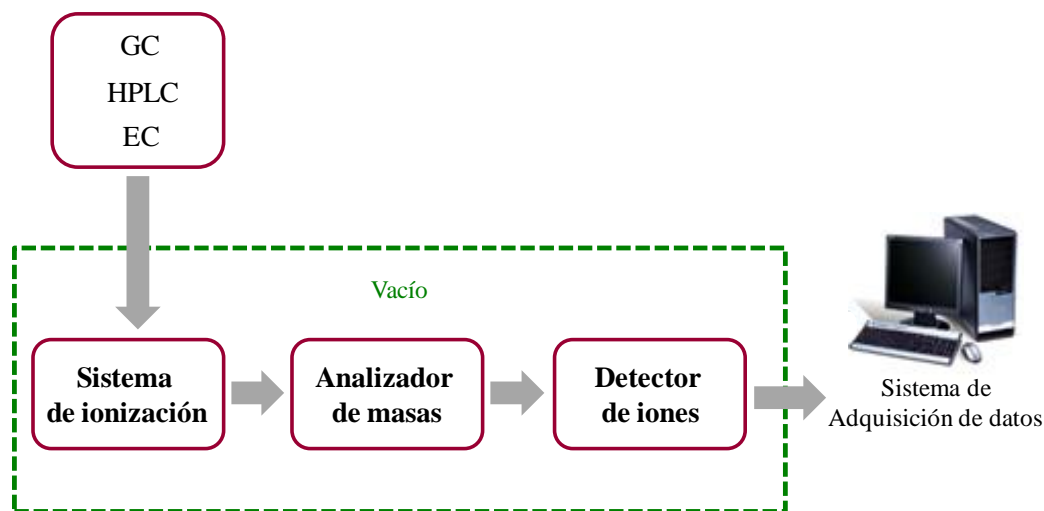 GC
HPLC
EC
Vacío
Sistema
de ionización
Analizador
de masas
Detector
de iones
Sistema de
Adquisición de datos